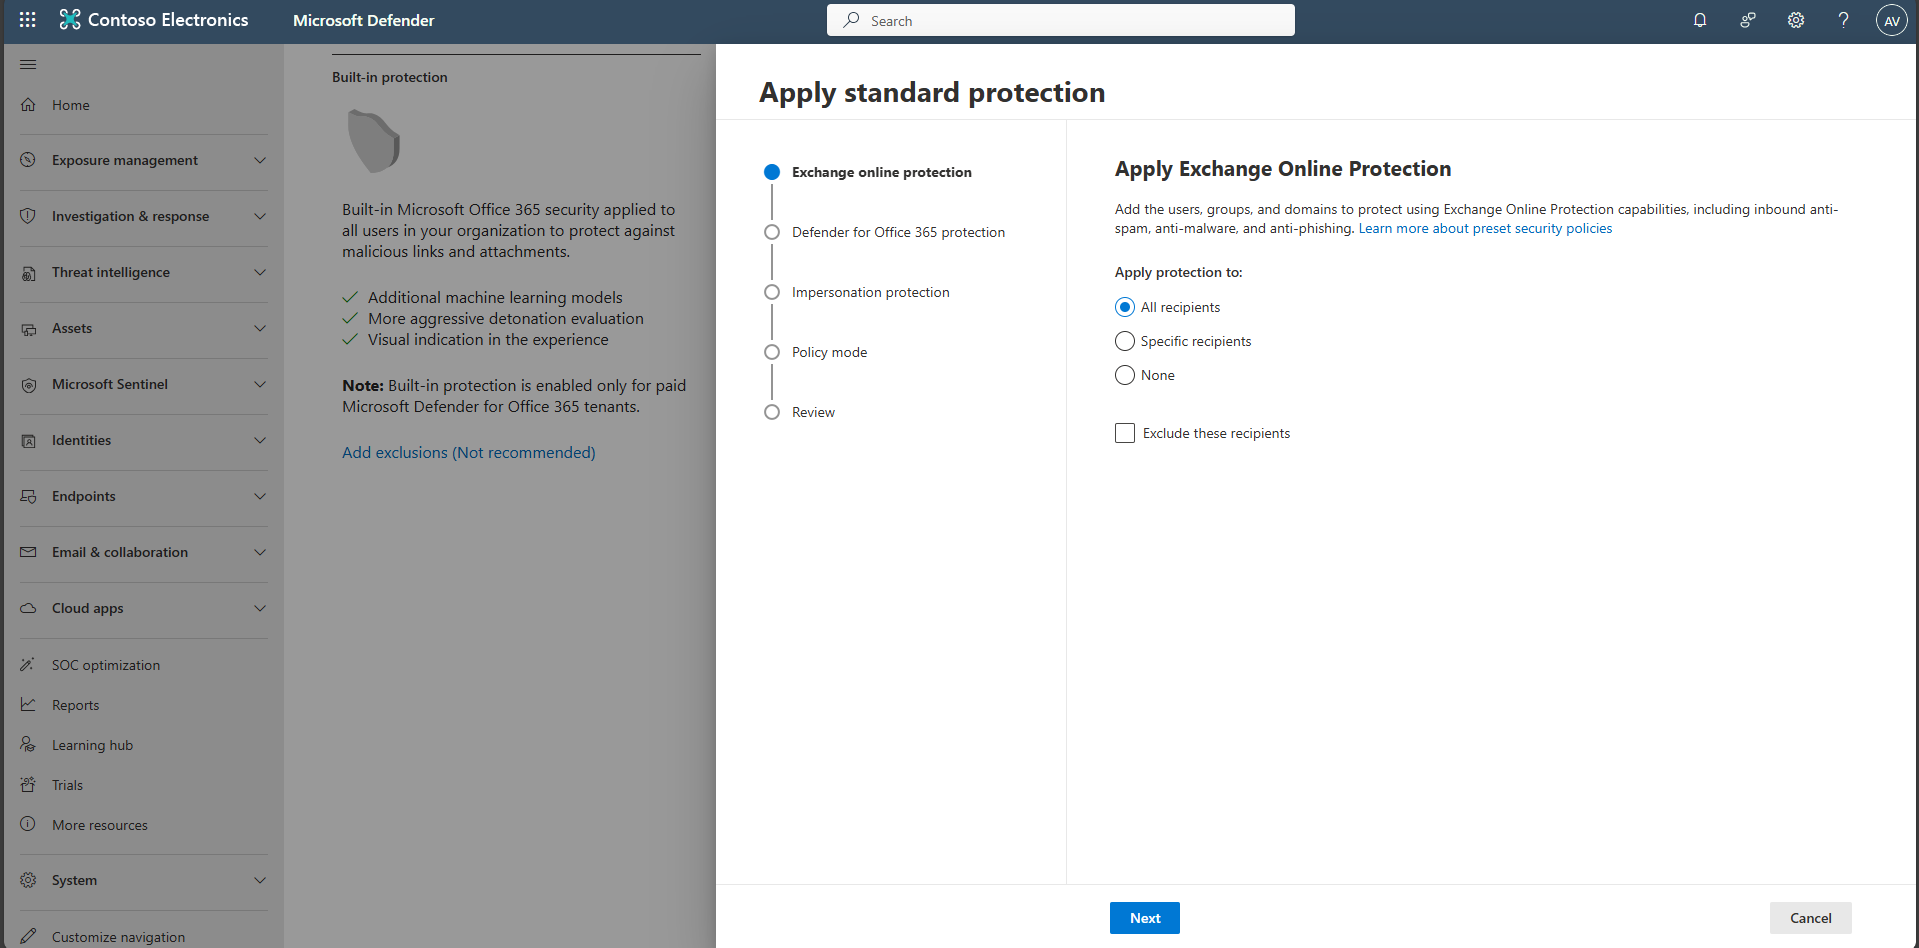 Contoso Electronics
Microsoft Defender
Search
AV
Home
Exposure management
Investigation & response
Threat intelligence
Assets
Microsoft Sentinel
Identities
Endpoints
Email & collaboration
Cloud apps
SOC optimization
Reports
Learning hub
Trials
More resources
System
Customize navigation
Built-in protection
Built-in Microsoft Office 365 security applied to
all users in your organization to protect against
malicious links and attachments.
Additional machine learning models
More aggressive detonation evaluation
Visual indication in the experience
Note: Built-in protection is enabled only for paid
Microsoft Defender for Office 365 tenants.
Add exclusions (Not recommended)
Apply standard protection
Exchange online protection
Defender for Office 365 protection
Impersonation protection
Policy mode
Review
Apply Exchange Online Protection
Add the users, groups, and domains to protect using Exchange Online Protection capabilities, including inbound anti-
spam, anti-malware, and anti-phishing. Learn more about preset security policies
Apply protection to:
All recipients
Specific recipients
None
Exclude these recipients
Next
Cancel